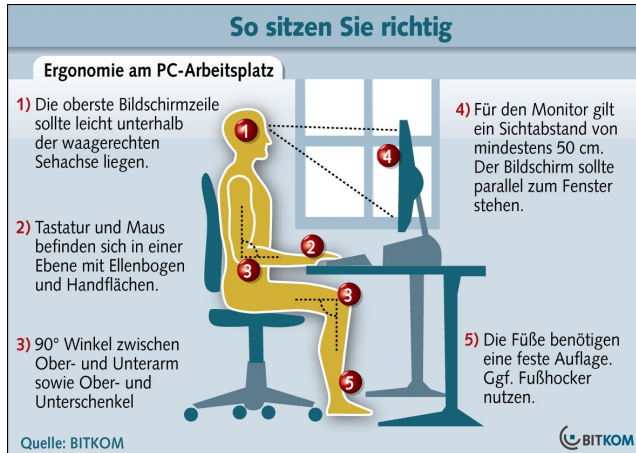 So sitzen Sie richtig
Ergonomie am PC-Arbeitsplatz
1) Die oberste Bildschirmzeile
sollte leicht unterhalb
der waagerechten
Sehachse liegen.
2) Tastatur und Maus
befinden sich in einer
Ebene mit Ellenbogen
und Handflächen.
3) 90° Winkel zwischen
Ober- und Unterarm
sowie Ober- und
Unterschenkel
4) Für den Monitor gilt
ein Sichtabstand von
mindestens 50 cm.
Der Bildschirm sollte
parallel zum Fenster
stehen.
5) Die Füße benötigen
eine feste Auflage.
Ggf. Fußhocker
nutzen.
1
4
2
3
3
5
Quelle: BITKOM
BITKOM